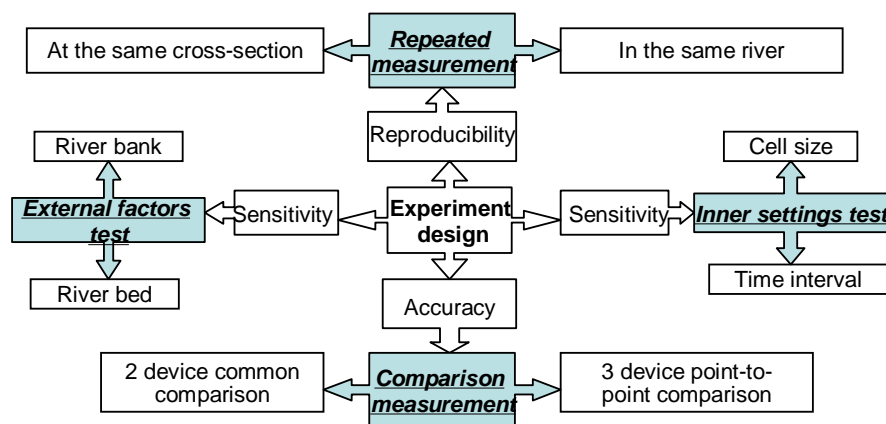 At the same cross-section
Repeated
measurement
In the same river
Reproducibility
River bank
Cell size
External factors
test
Sensitivity
Experiment
design
Sensitivity
Inner settings test
River bed
Time interval
Accuracy
2 device common
comparison
Comparison
measurement
3 device point-to-
point comparison